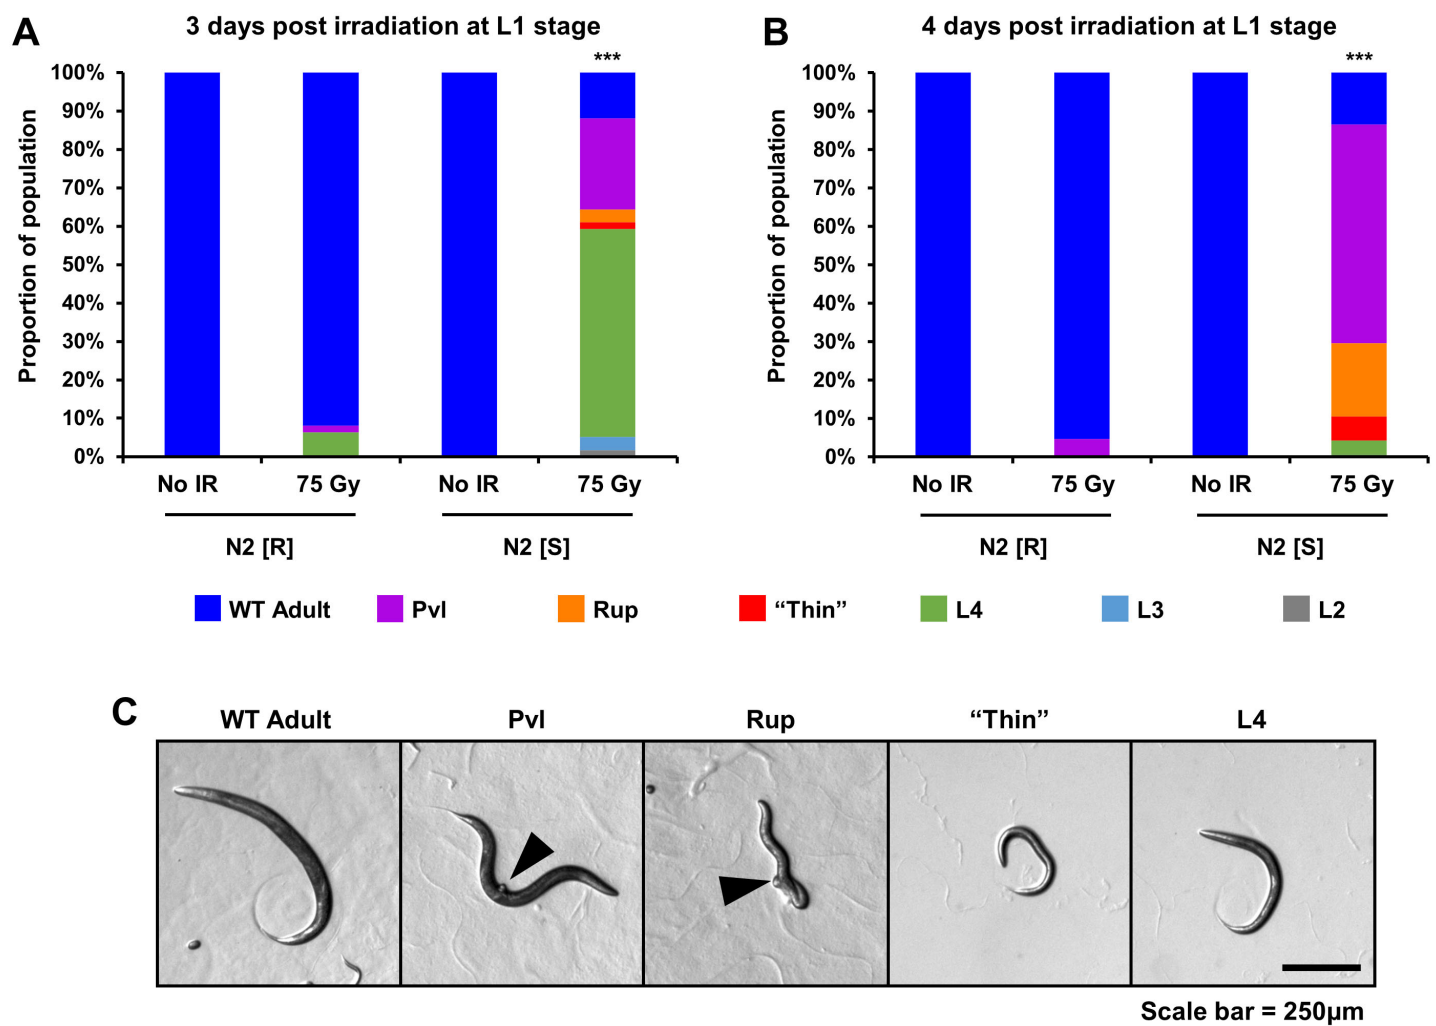 A
3 days post irradiation at L1 stage
***
Proportion of population
100%
90%
80%
70%
60%
50%
40%
30%
20%
10%
0%
No IR 75 Gy No IR 75 Gy
N2 [R] N2 [S]
B
4 days post irradiation at L1 stage
***
Proportion of population
100%
90%
80%
70%
60%
50%
40%
30%
20%
10%
0%
No IR 75 Gy No IR 75 Gy
N2 [R] N2 [S]
WT Adult Pvl Rup “Thin” L4 L3 L2
C
WT Adult Pvl Rup “Thin” L4
Scale bar = 250µm